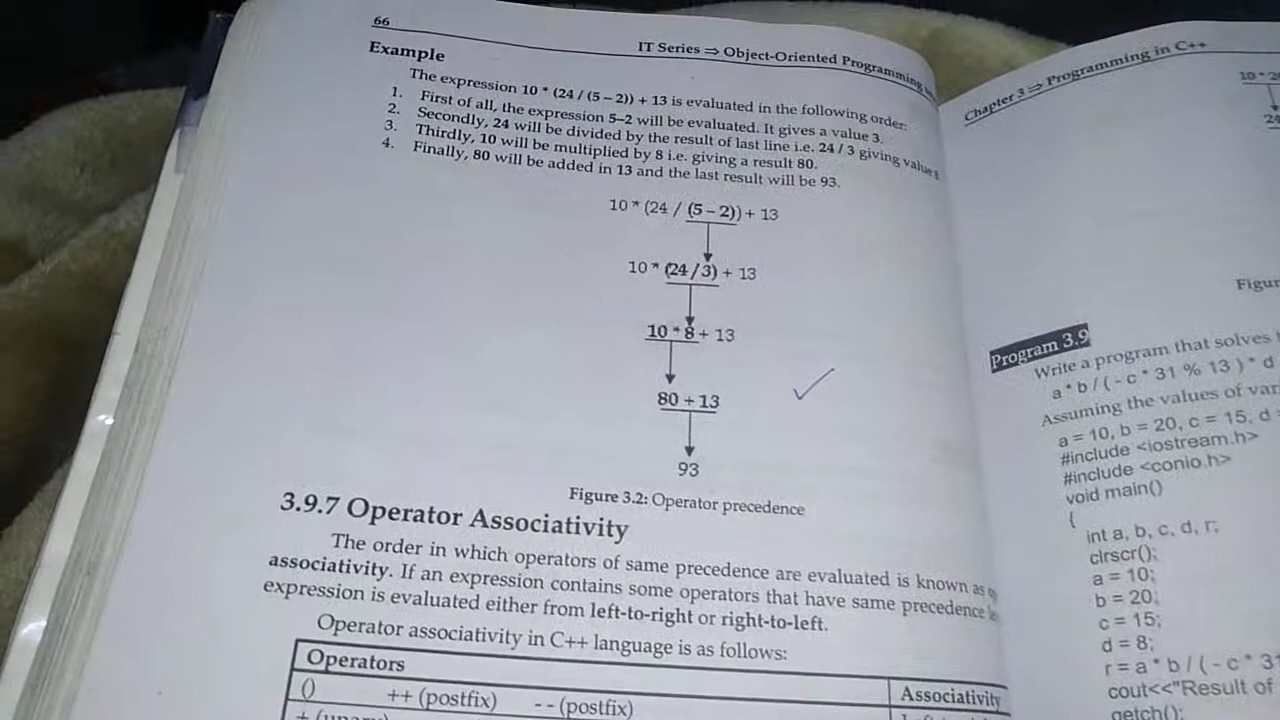 66
IT Series ⇒ Object-Oriented Programming
Example
The expression 10 * (24 / (5 – 2)) + 13 is evaluated in the following order:
1. First of all, the expression 5–2 will be evaluated. It gives a value 3.
2. Secondly, 24 will be divided by the result of last line i.e. 24 / 3 giving value
3. Thirdly, 10 will be multiplied by 8 i.e. giving a result 80.
4. Finally, 80 will be added in 13 and the last result will be 93.
10 * (24 / (5 – 2)) + 13
10 * (24 / 3) + 13
10 * 8 + 13
80 + 13
93
Figure 3.2: Operator precedence
3.9.7 Operator Associativity
The order in which operators of same precedence are evaluated is known as
associativity. If an expression contains some operators that have same precedence
expression is evaluated either from left-to-right or right-to-left.
Operator associativity in C++ language is as follows:
Operators Associativity
() ++ (postfix) - - (postfix)
Chapter 3 ⇒ Programming in C++
Program 3.9
Write a program that solves
a * b / ( - c * 31 % 13 ) * d
Assuming the values of
a = 10, b = 20, c = 15, d =
#include <iostream.h>
#include <conio.h>
void main()
{
int a, b, c, d, r;
clrscr();
a = 10;
b = 20;
c = 15;
d = 8;
r = a * b / ( - c *
cout<<"Result of
getch();